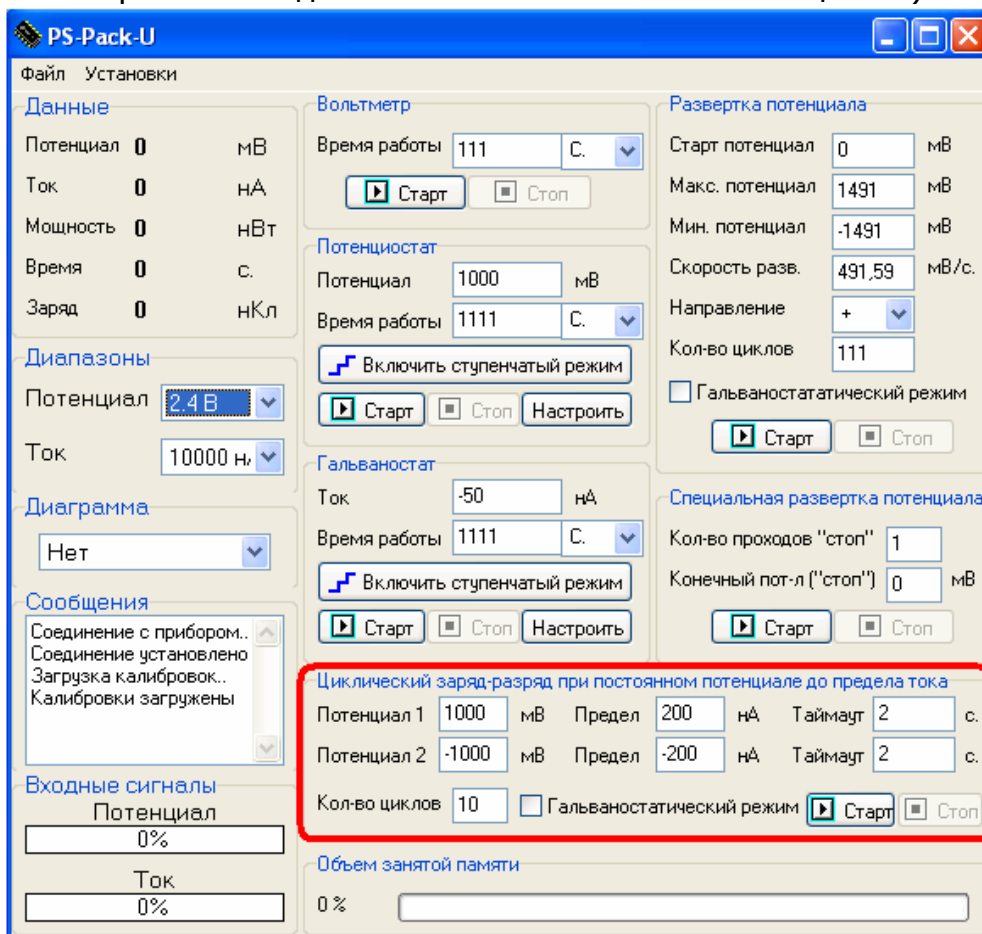 PS-Pack-U
Файл Установки
Данные
Потенциал 0 мВ
Ток 0 нА
Мощность 0 нВт
Время 0 с.
Заряд 0 нКл
Диапазоны
Потенциал 2.4 В
Ток 10000 н
Диаграмма
Нет
Сообщения
Соединение с прибором..
Соединение установлено
Загрузка калибровок..
Калибровки загружены
Входные сигналы
Потенциал
0%
Ток
0%
Вольтметр
Время работы 111 С.
Старт Стоп
Потенциостат
Потенциал 1000 мВ
Время работы 1111 С.
Включить ступенчатый режим
Старт Стоп Настроить
Гальваностат
Ток -50 нА
Время работы 1111 С.
Включить ступенчатый режим
Старт Стоп Настроить
Развертка потенциала
Старт потенциал 0 мВ
Макс. потенциал 1491 мВ
Мин. потенциал -1491 мВ
Скорость разв. 491,59 мВ/с.
Направление +
Кол-во циклов 111
Гальваностататический режим
Старт Стоп
Специальная развертка потенциала
Кол-во проходов "стоп" 1
Конечный пот-л ("стоп") 0 мВ
Старт Стоп
Циклический заряд-разряд при постоянном потенциале до предела тока
Потенциал 1 1000 мВ Предел 200 нА Таймаут 2 с.
Потенциал 2 -1000 мВ Предел -200 нА Таймаут 2 с.
Кол-во циклов 10 Гальваностатический режим Старт Стоп
Объем занятой памяти
0 %